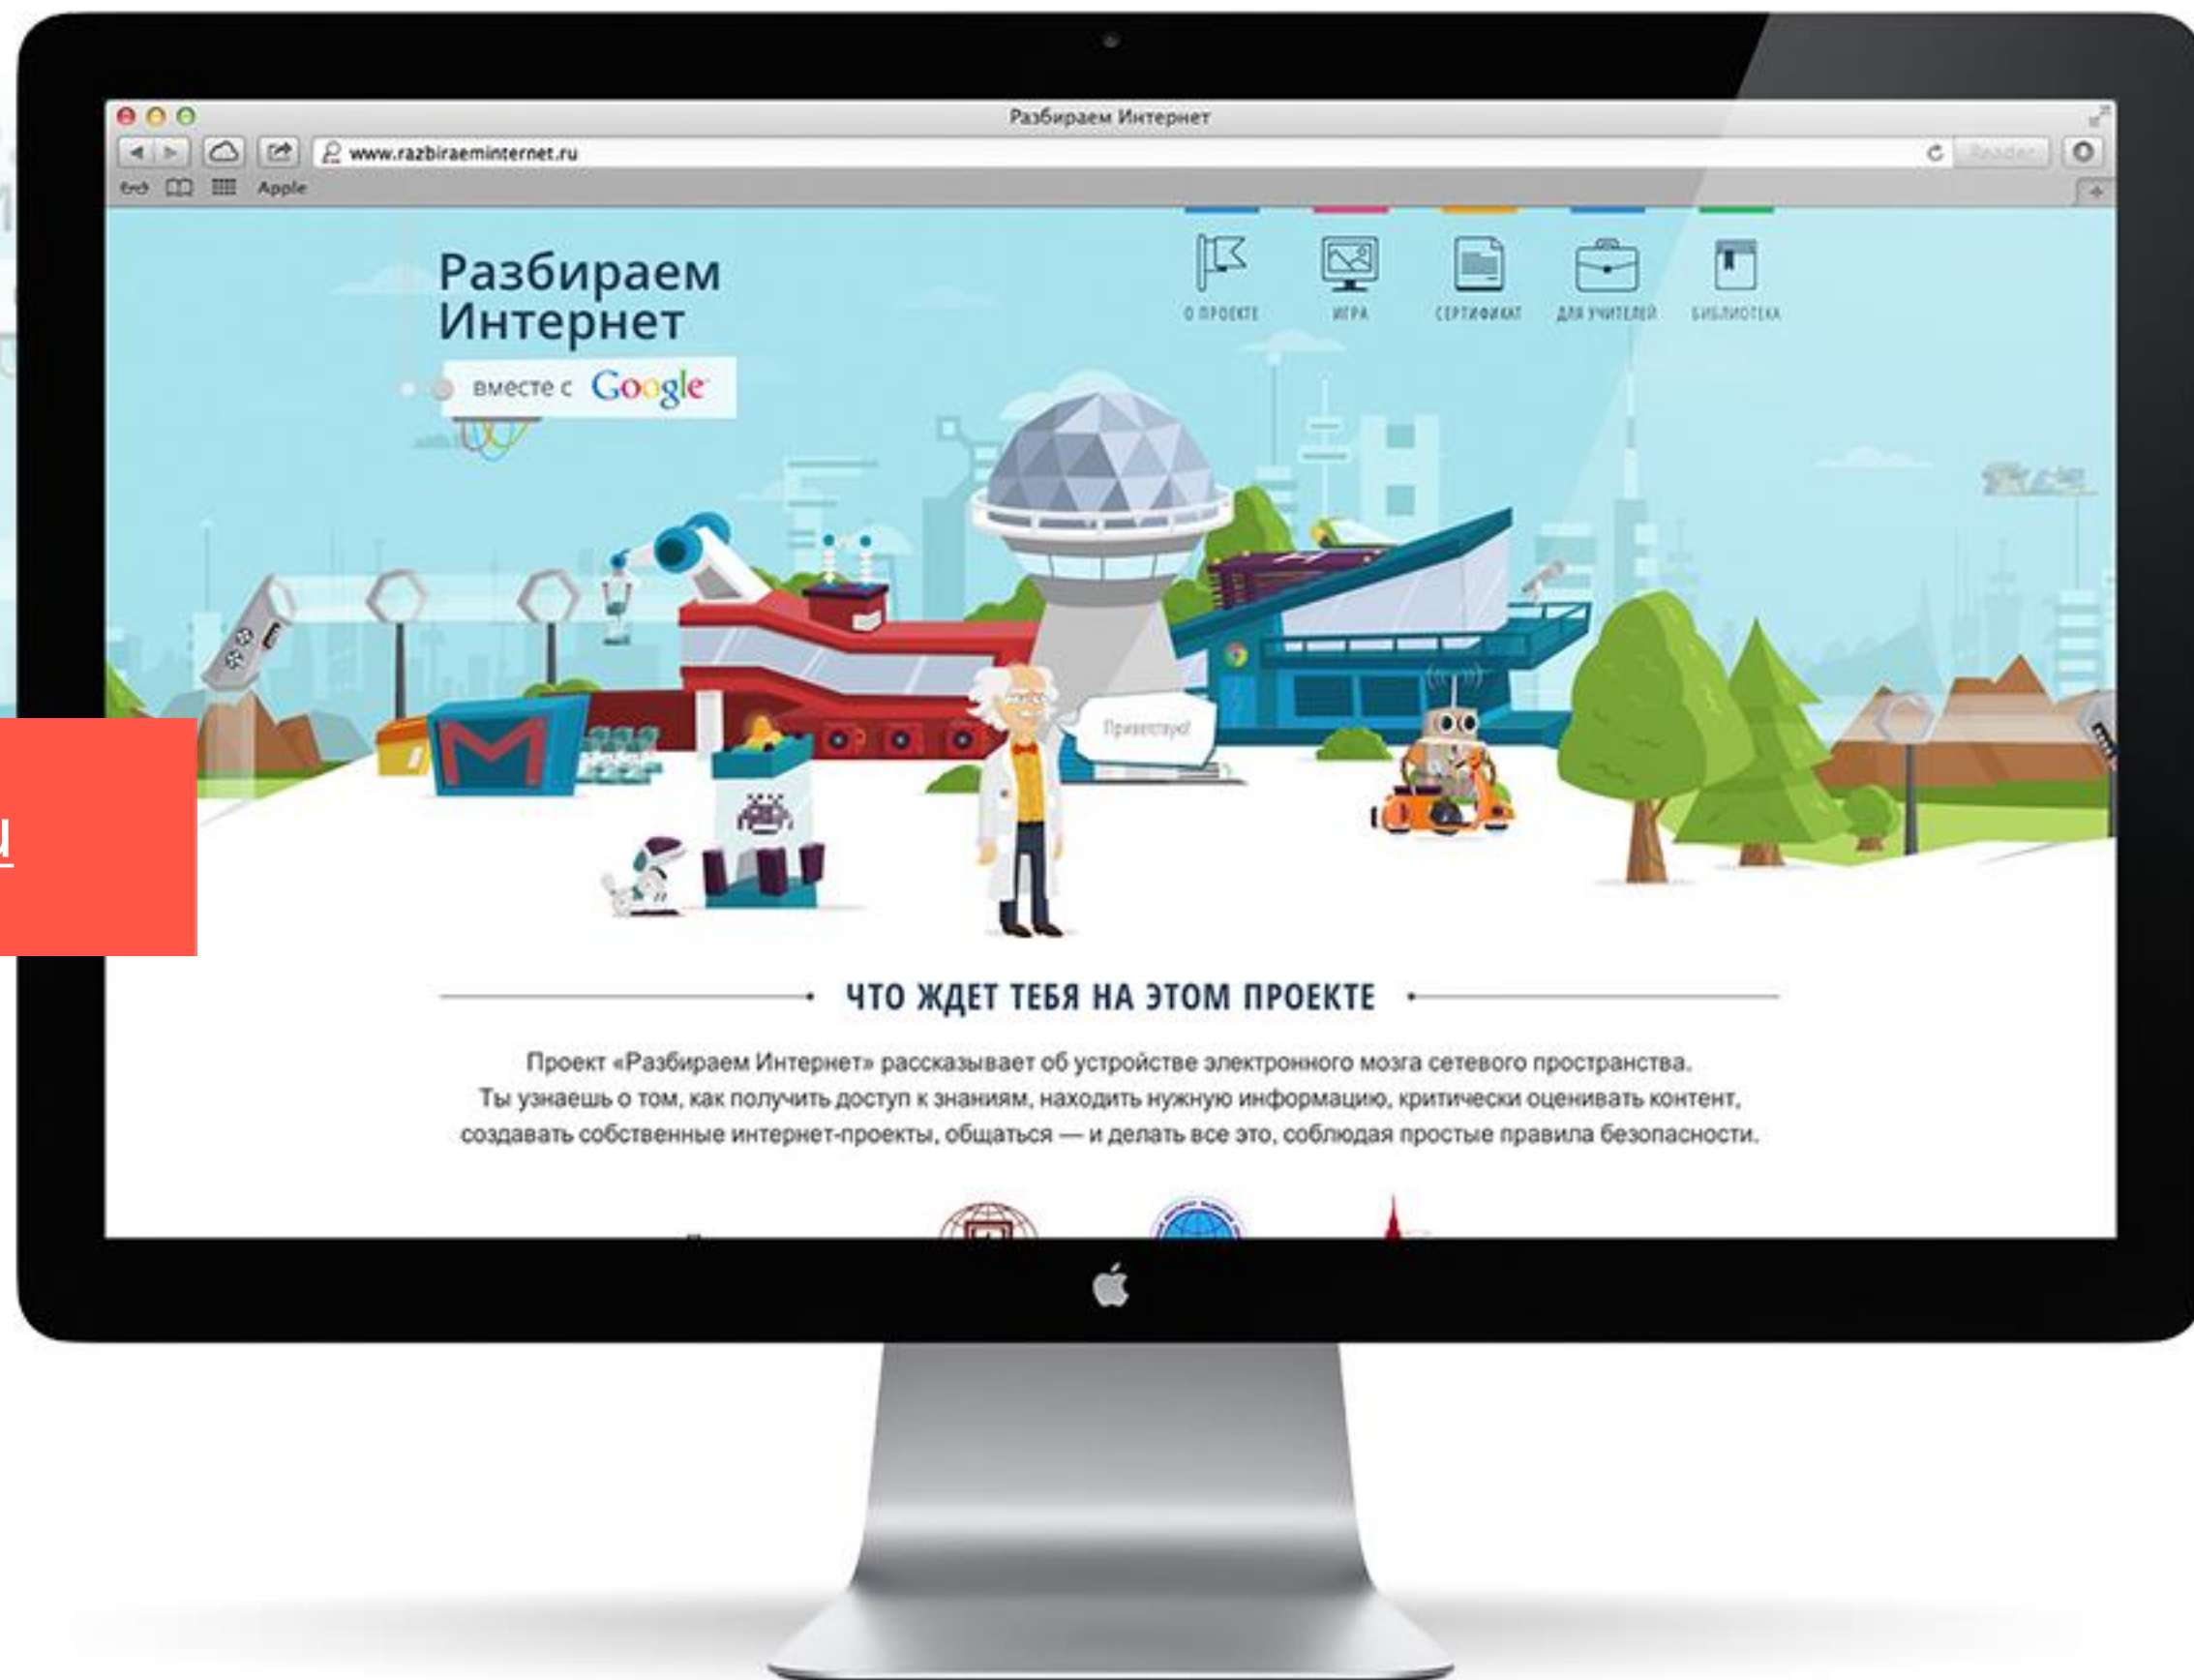 Разбираем Интернет
www.razbiraeminternet.ru
Reader
Apple
Разбираем
Интернет
вместе с Google
О ПРОЕКТЕ
ИГРА
СЕРТИФИКАТ
ДЛЯ УЧИТЕЛЕЙ
БИБЛИОТЕКА
Приветствую!
u
ЧТО ЖДЕТ ТЕБЯ НА ЭТОМ ПРОЕКТЕ
Проект «Разбираем Интернет» рассказывает об устройстве электронного мозга сетевого пространства.
Ты узнаешь о том, как получить доступ к знаниям, находить нужную информацию, критически оценивать контент,
создавать собственные интернет-проекты, общаться — и делать все это, соблюдая простые правила безопасности.